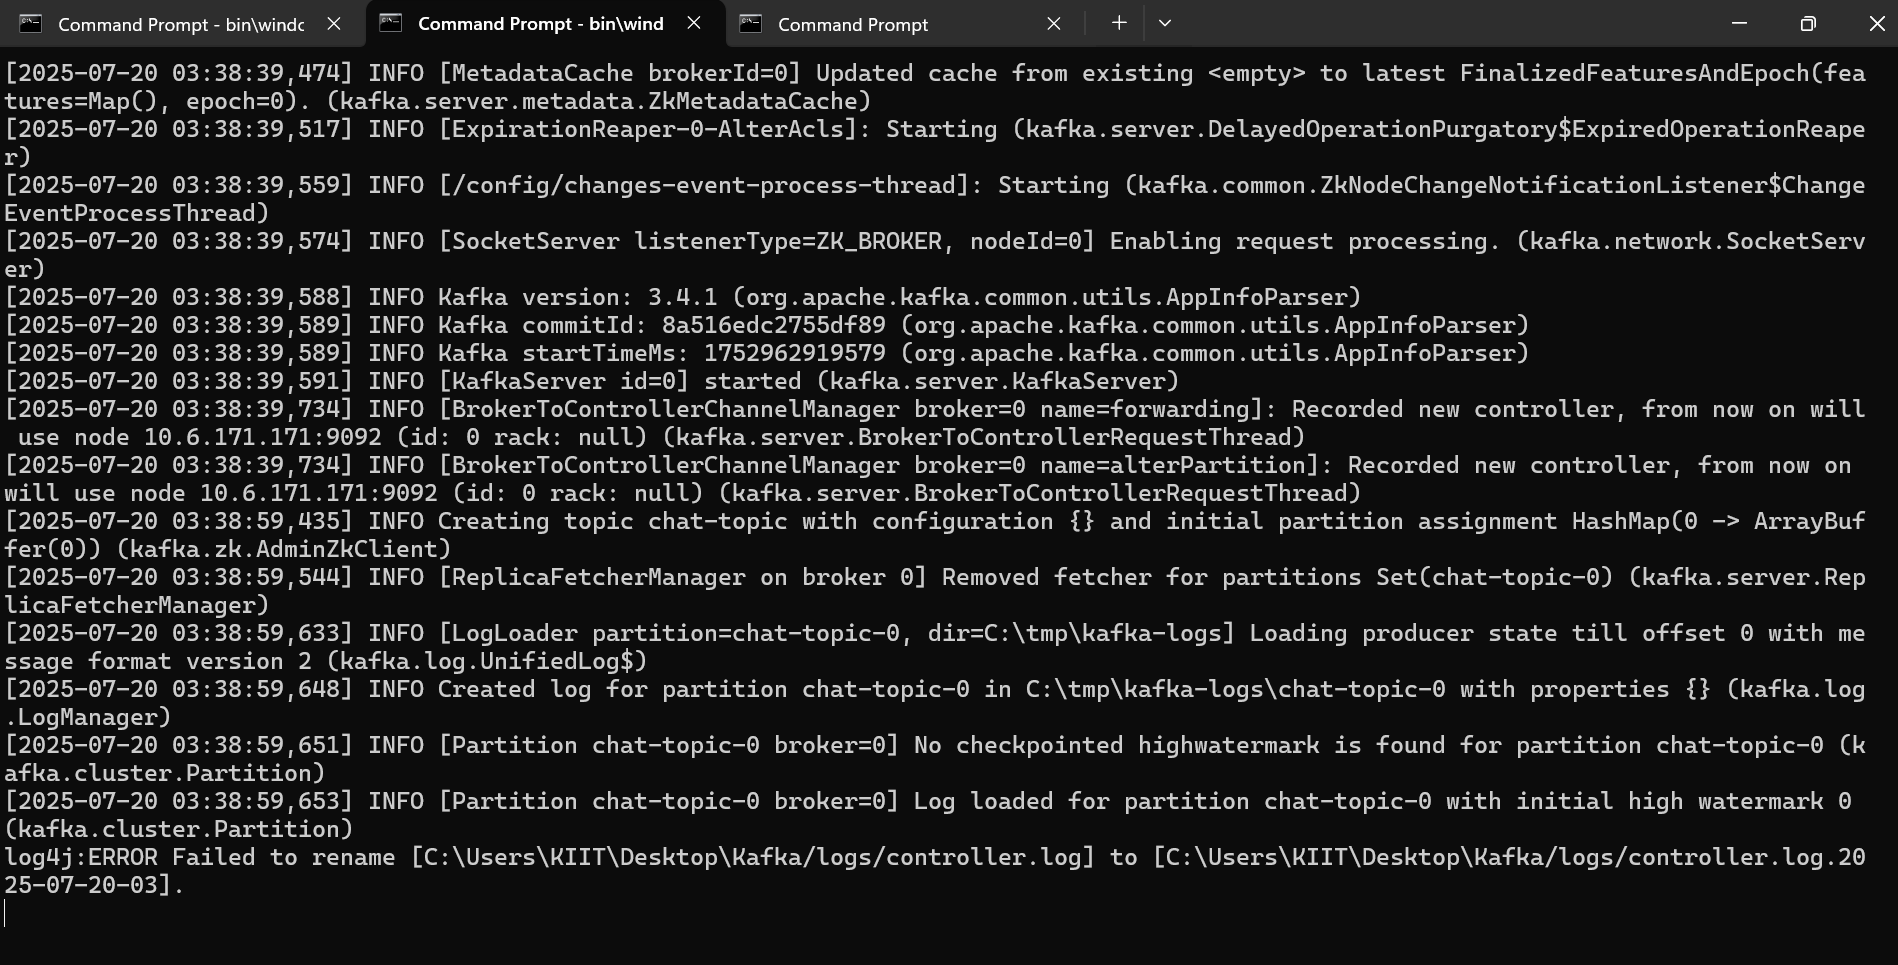 Command Prompt - bin\windc
Command Prompt - bin\wind
Command Prompt
[2025-07-20 03:38:39,474] INFO [MetadataCache brokerId=0] Updated cache from existing <empty> to latest FinalizedFeaturesAndEpoch(fea
tures=Map(), epoch=0). (kafka.server.metadata.ZkMetadataCache)
[2025-07-20 03:38:39,517] INFO [ExpirationReaper-0-AlterAcls]: Starting (kafka.server.DelayedOperationPurgatory$ExpiredOperationReape
r)
[2025-07-20 03:38:39,559] INFO [/config/changes-event-process-thread]: Starting (kafka.common.ZkNodeChangeNotificationListener$Change
EventProcessThread)
[2025-07-20 03:38:39,574] INFO [SocketServer listenerType=ZK_BROKER, nodeId=0] Enabling request processing. (kafka.network.SocketServ
er)
[2025-07-20 03:38:39,588] INFO Kafka version: 3.4.1 (org.apache.kafka.common.utils.AppInfoParser)
[2025-07-20 03:38:39,589] INFO Kafka commitId: 8a516edc2755df89 (org.apache.kafka.common.utils.AppInfoParser)
[2025-07-20 03:38:39,589] INFO Kafka startTimeMs: 1752962919579 (org.apache.kafka.common.utils.AppInfoParser)
[2025-07-20 03:38:39,591] INFO [KafkaServer id=0] started (kafka.server.KafkaServer)
[2025-07-20 03:38:39,734] INFO [BrokerToControllerChannelManager broker=0 name=forwarding]: Recorded new controller, from now on will
 use node 10.6.171.171:9092 (id: 0 rack: null) (kafka.server.BrokerToControllerRequestThread)
[2025-07-20 03:38:39,734] INFO [BrokerToControllerChannelManager broker=0 name=alterPartition]: Recorded new controller, from now on
will use node 10.6.171.171:9092 (id: 0 rack: null) (kafka.server.BrokerToControllerRequestThread)
[2025-07-20 03:38:59,435] INFO Creating topic chat-topic with configuration {} and initial partition assignment HashMap(0 -> ArrayBuf
fer(0)) (kafka.zk.AdminZkClient)
[2025-07-20 03:38:59,544] INFO [ReplicaFetcherManager on broker 0] Removed fetcher for partitions Set(chat-topic-0) (kafka.server.Rep
licaFetcherManager)
[2025-07-20 03:38:59,633] INFO [LogLoader partition=chat-topic-0, dir=C:\tmp\kafka-logs] Loading producer state till offset 0 with me
ssage format version 2 (kafka.log.UnifiedLog$)
[2025-07-20 03:38:59,648] INFO Created log for partition chat-topic-0 in C:\tmp\kafka-logs\chat-topic-0 with properties {} (kafka.log
.LogManager)
[2025-07-20 03:38:59,651] INFO [Partition chat-topic-0 broker=0] No checkpointed highwatermark is found for partition chat-topic-0 (k
afka.cluster.Partition)
[2025-07-20 03:38:59,653] INFO [Partition chat-topic-0 broker=0] Log loaded for partition chat-topic-0 with initial high watermark 0
(kafka.cluster.Partition)
log4j:ERROR Failed to rename [C:\Users\KIIT\Desktop\Kafka/logs/controller.log] to [C:\Users\KIIT\Desktop\Kafka/logs/controller.log.20
25-07-20-03].